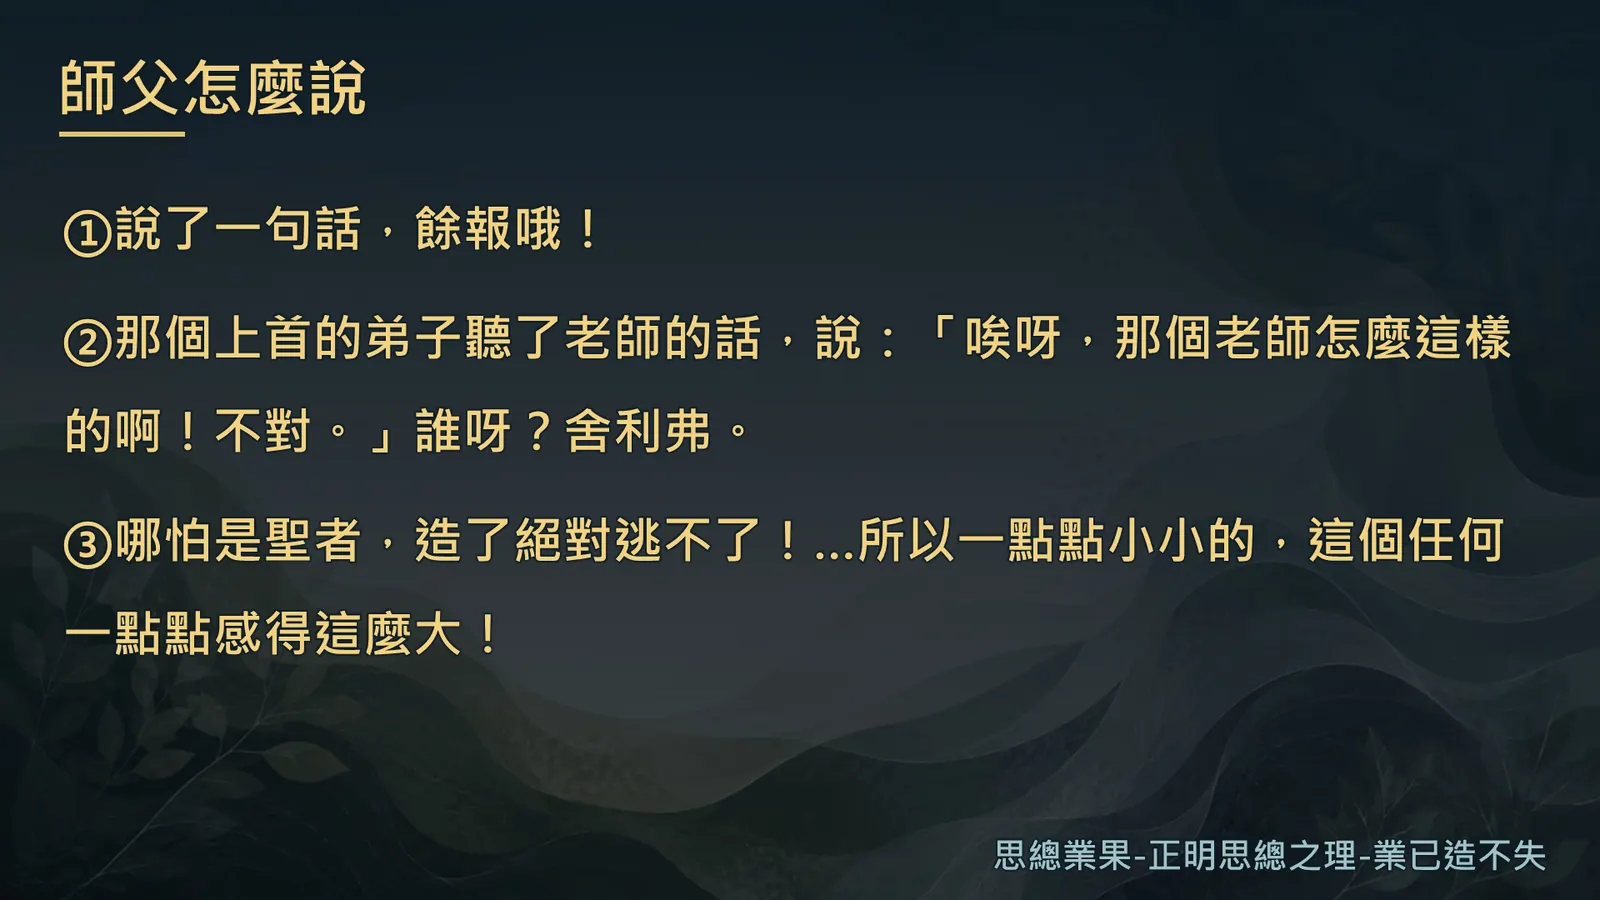 師父怎麼說
①說了一句話，餘報哦！
②那個上首的弟子聽了老師的話，說：「唉呀，那個老師怎麼這樣
的啊！不對。」誰呀？舍利弗。
③哪怕是聖者，造了絕對逃不了！...所以一點點小小的，這個任何
一點點感得這麼大！
思總業果-正明思總之理-業已造不失